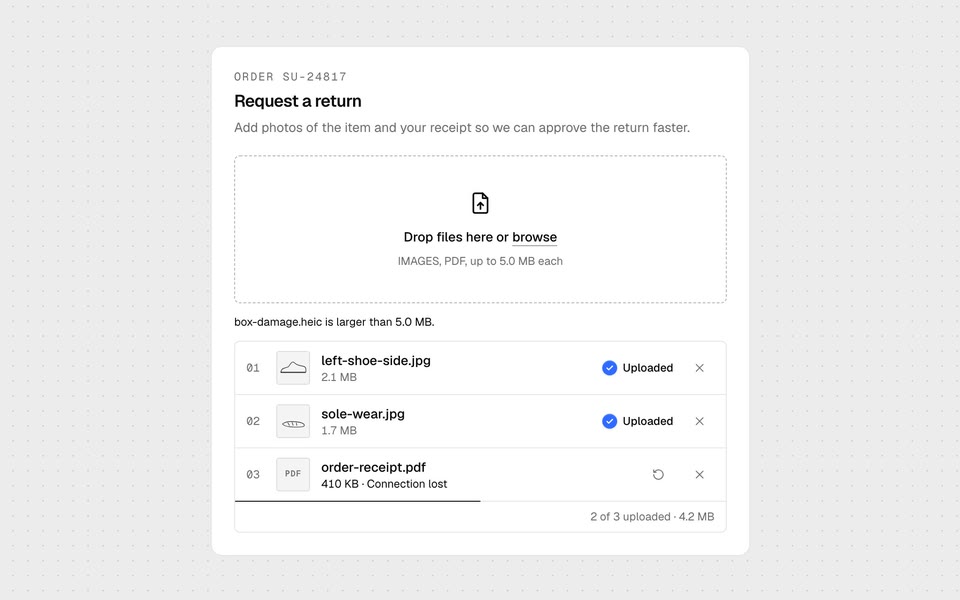 ORDER SU-24817
Request a return
Add photos of the item and your receipt so we can approve the return faster.
Drop files here or browse
IMAGES, PDF, up to 5.0 MB each
box-damage.heic is larger than 5.0 MB.
01 left-shoe-side.jpg Uploaded
2.1 MB
02 sole-wear.jpg Uploaded
1.7 MB
03 PDF order-receipt.pdf
410 KB · Connection lost
2 of 3 uploaded · 4.2 MB